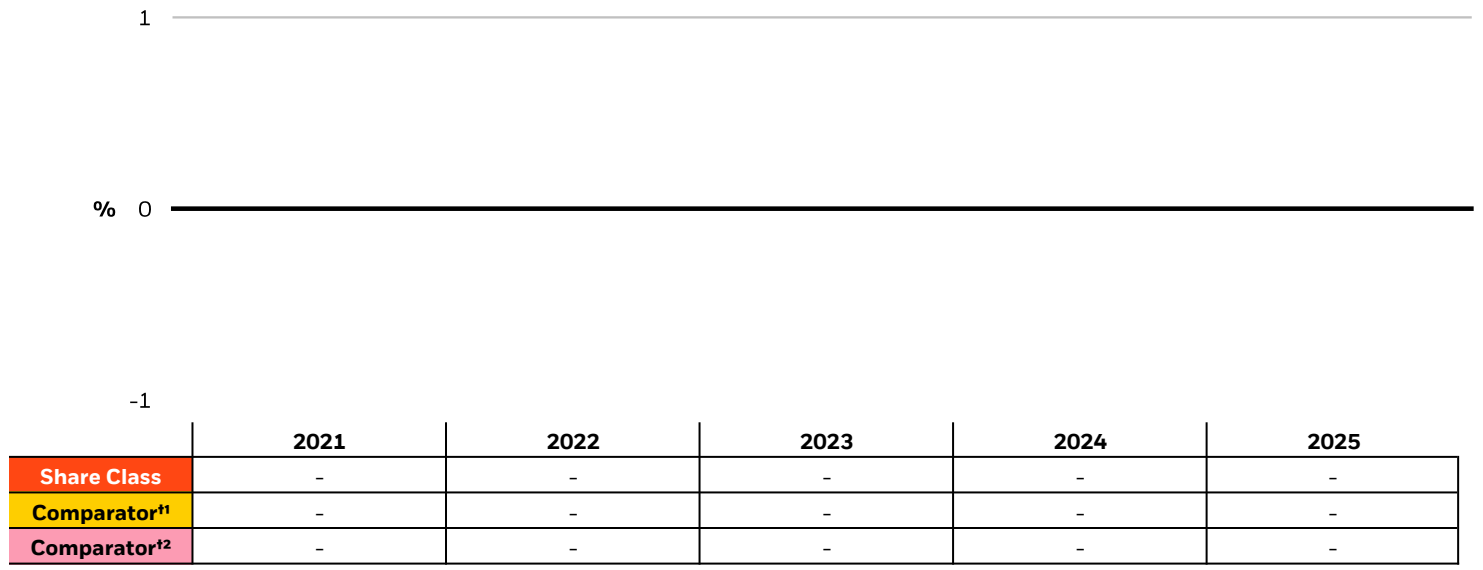 1
% 0
-1
2021 2022 2023 2024 2025
Share Class - - - - -
Comparator†1 - - - - -
Comparator†2 - - - - -